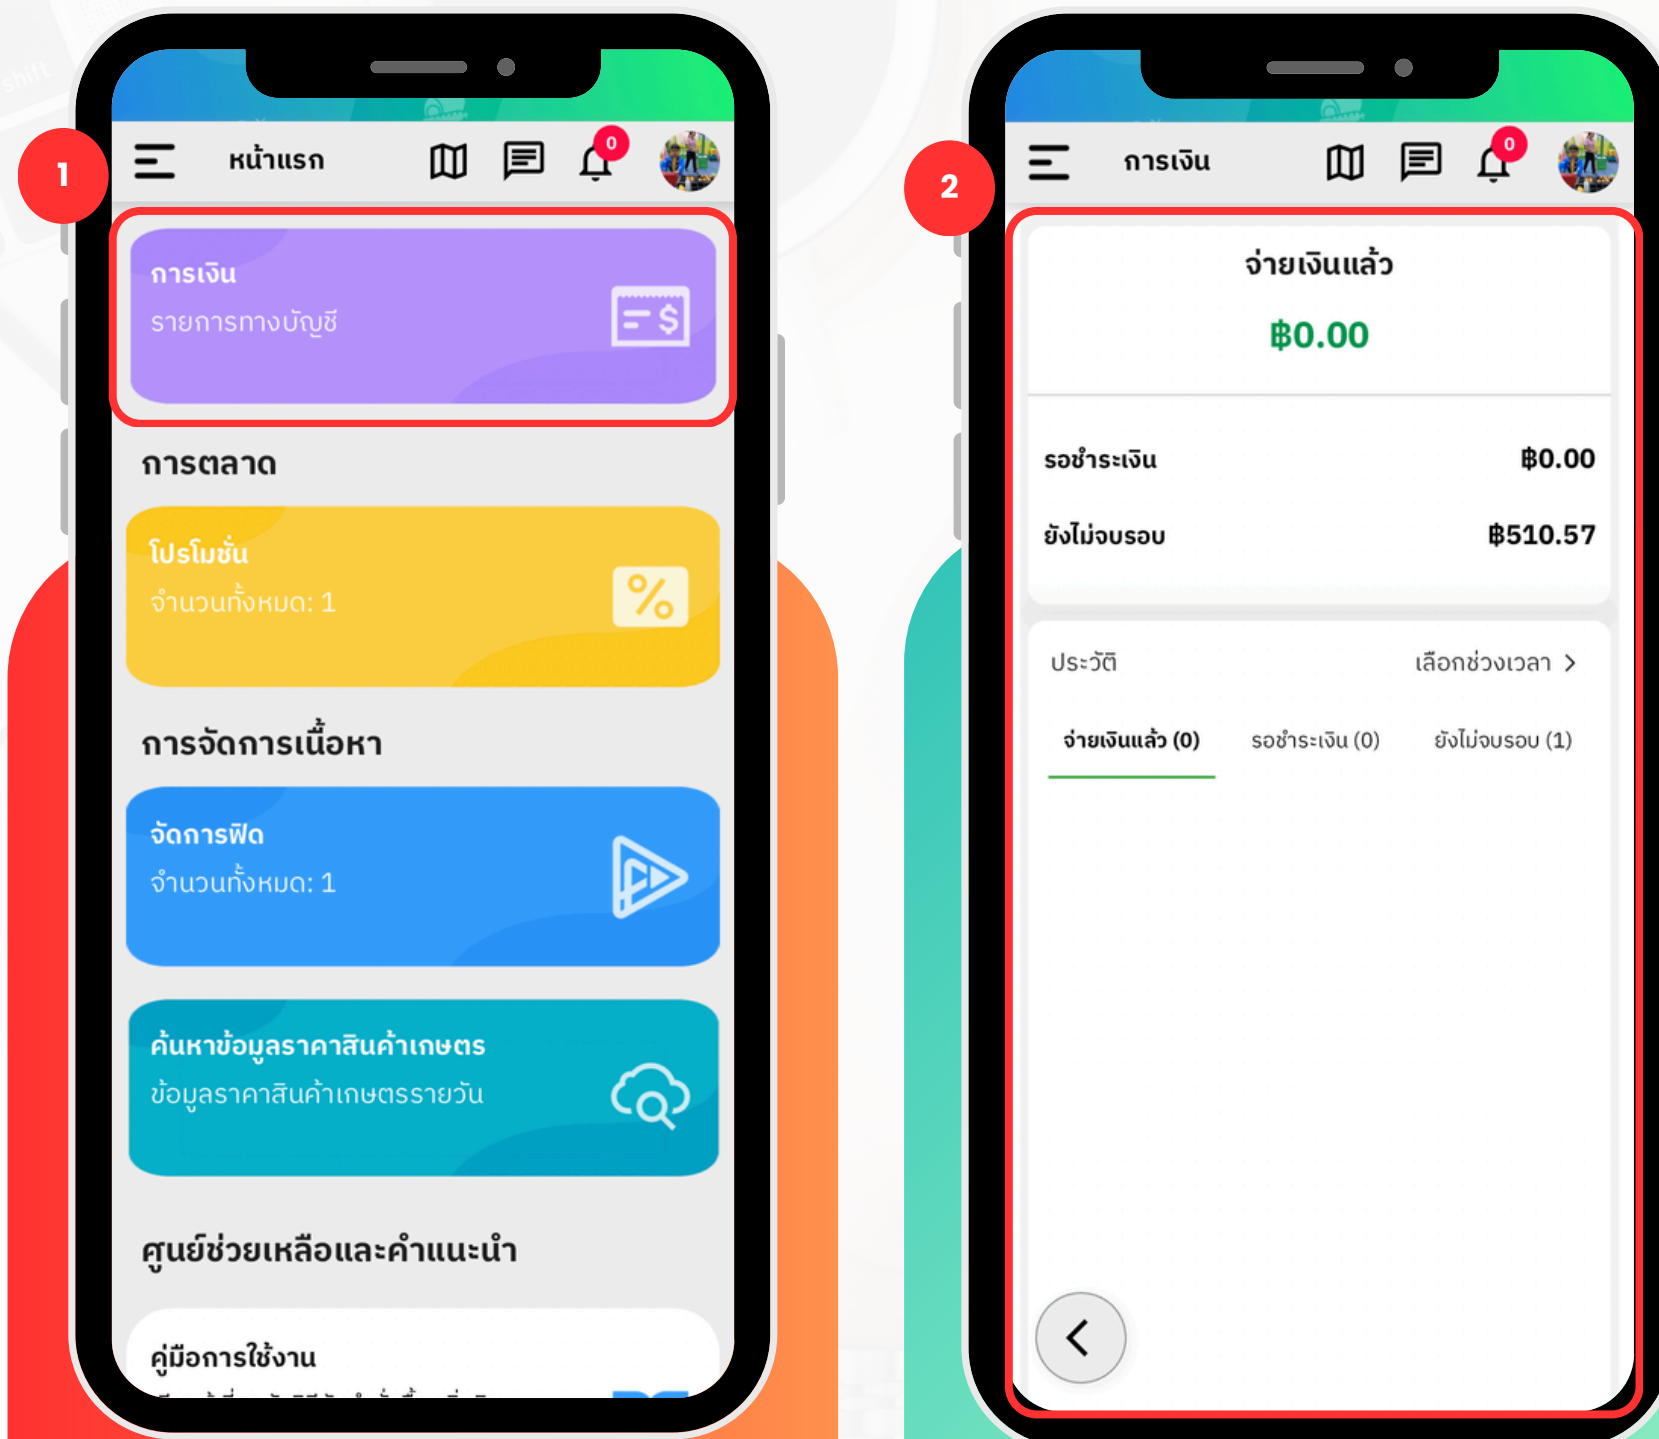 shift
1
หน้าแรก
0
การเงิน
รายการทางบัญชี
การตลาด
โปรโมชั่น
จำนวนทั้งหมด: 1
การจัดการเนื้อหา
จัดการฟีด
จำนวนทั้งหมด: 1
ค้นหาข้อมูลราคาสินค้าเกษตร
ข้อมูลราคาสินค้าเกษตรรายวัน
ศูนย์ช่วยเหลือและคำแนะนำ
คู่มือการใช้งาน
2
การเงิน
0
จ่ายเงินแล้ว
฿0.00
รอชำระเงิน ฿0.00
ยังไม่จบรอบ ฿510.57
ประวัติ เลือกช่วงเวลา >
จ่ายเงินแล้ว (0) รอชำระเงิน (0) ยังไม่จบรอบ (1)